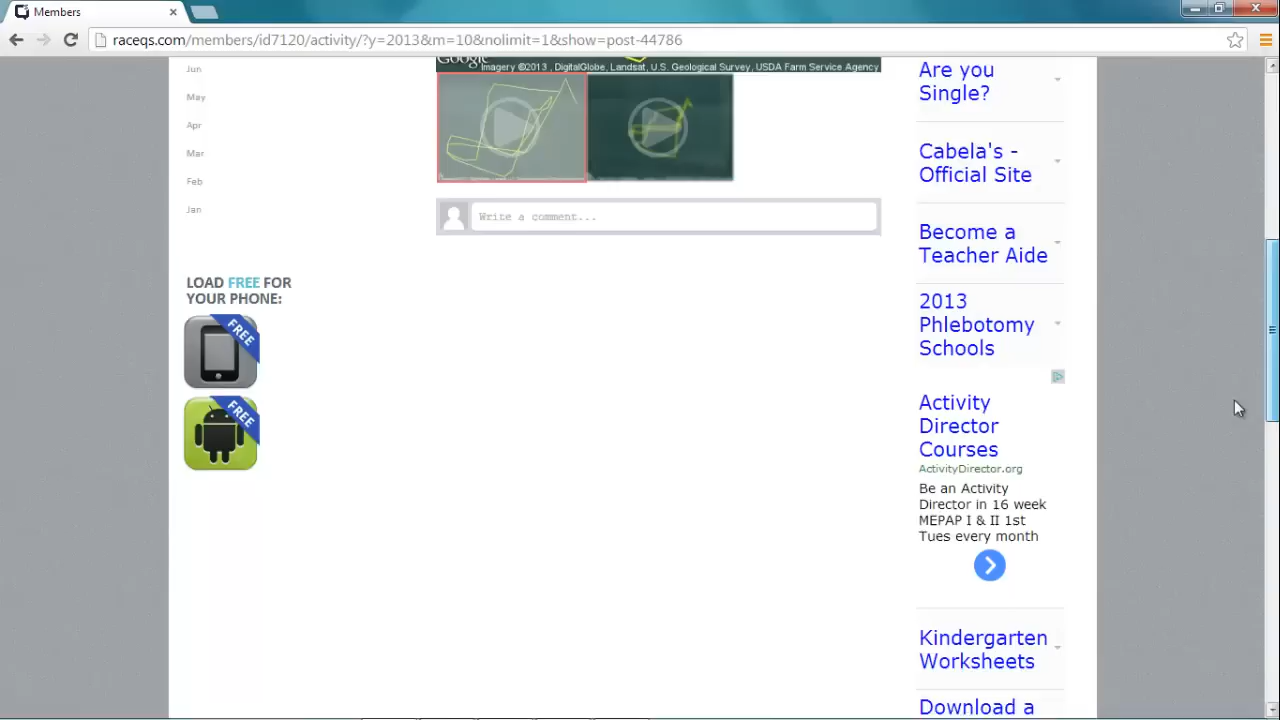 Members
raceqs.com/members/id7120/activity/?y=2013&m=10&nolimit=1&show=post-44786
Google
Imagery ©2013 , DigitalGlobe, Landsat, U.S. Geological Survey, USDA Farm Service Agency
Jun
May
Apr
Mar
Feb
Jan
Write a comment...
LOAD FREE FOR
YOUR PHONE:
FREE
FREE
Are you
Single?
Cabela's -
Official Site
Become a
Teacher Aide
2013
Phlebotomy
Schools
Activity
Director
Courses
ActivityDirector.org
Be an Activity
Director in 16 week
MEPAP I & II 1st
Tues every month
Kindergarten
Worksheets
Download a